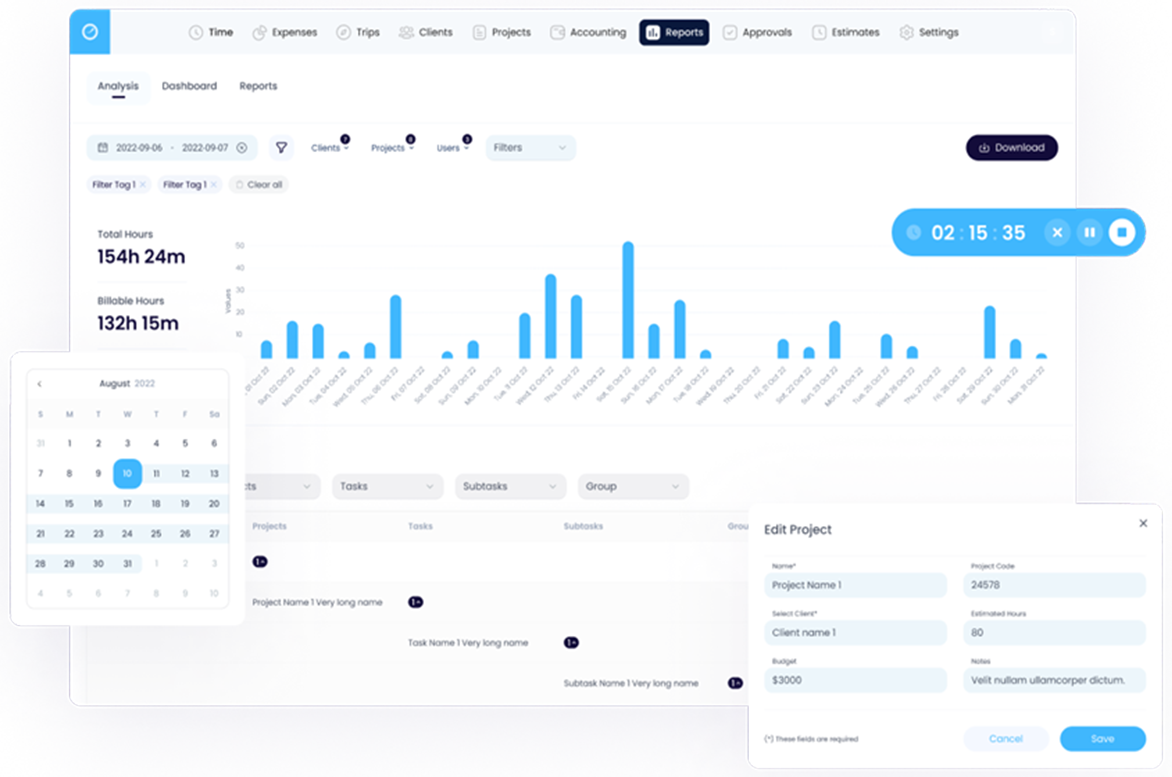 Time Expenses Trips Clients Projects Accounting Reports Approvals Estimates Settings
Analysis Dashboard Reports
2022-09-06 - 2022-09-07 Clients Projects Users Filters Download
Filter Tag 1 Filter Tag 1 Clear all
02 : 15 : 35
Total Hours
154h 24m
Billable Hours
132h 15m
Values
50
40
30
20
10
01 Oct 22
Sun, 02 Oct 22
Mon, 03 Oct 22
Tue, 04 Oct 22
Wed, 05 Oct 22
Thu, 06 Oct 22
Fri, 07 Oct 22
Sat, 08 Oct 22
Sun, 09 Oct 22
Mon, 10 Oct 22
Tue, 11 Oct 22
Wed, 12 Oct 22
Thu, 13 Oct 22
Fri, 14 Oct 22
Sat, 15 Oct 22
Sun, 16 Oct 22
Mon, 17 Oct 22
Tue, 18 Oct 22
Wed, 19 Oct 22
Thu, 20 Oct 22
Fri, 21 Oct 22
Sat, 22 Oct 22
Sun, 23 Oct 22
Mon, 24 Oct 22
Tue, 25 Oct 22
Wed, 26 Oct 22
Thu, 27 Oct 22
Fri, 28 Oct 22
Sat, 29 Oct 22
Sun, 30 Oct 22
Mon, 31 Oct 22
August 2022
S M T W T F Sa
31 1 2 3 4 5 6
7 8 9 10 11 12 13
14 15 16 17 18 19 20
21 22 23 24 25 26 27
28 29 30 31 1 2 3
4 5 6 7 8 9 10
cts Tasks Subtasks Group
Projects Tasks Subtasks Grou
1
Project Name 1 Very long name 1
Task Name 1 Very long name 1
Subtask Name 1 Very long name 1
Edit Project
Name* Project Code
Project Name 1 24578
Select Client* Estimated Hours
Client name 1 80
Budget Notes
$3000 Velit nullam ullamcorper dictum.
(*) These fields are required Cancel Save